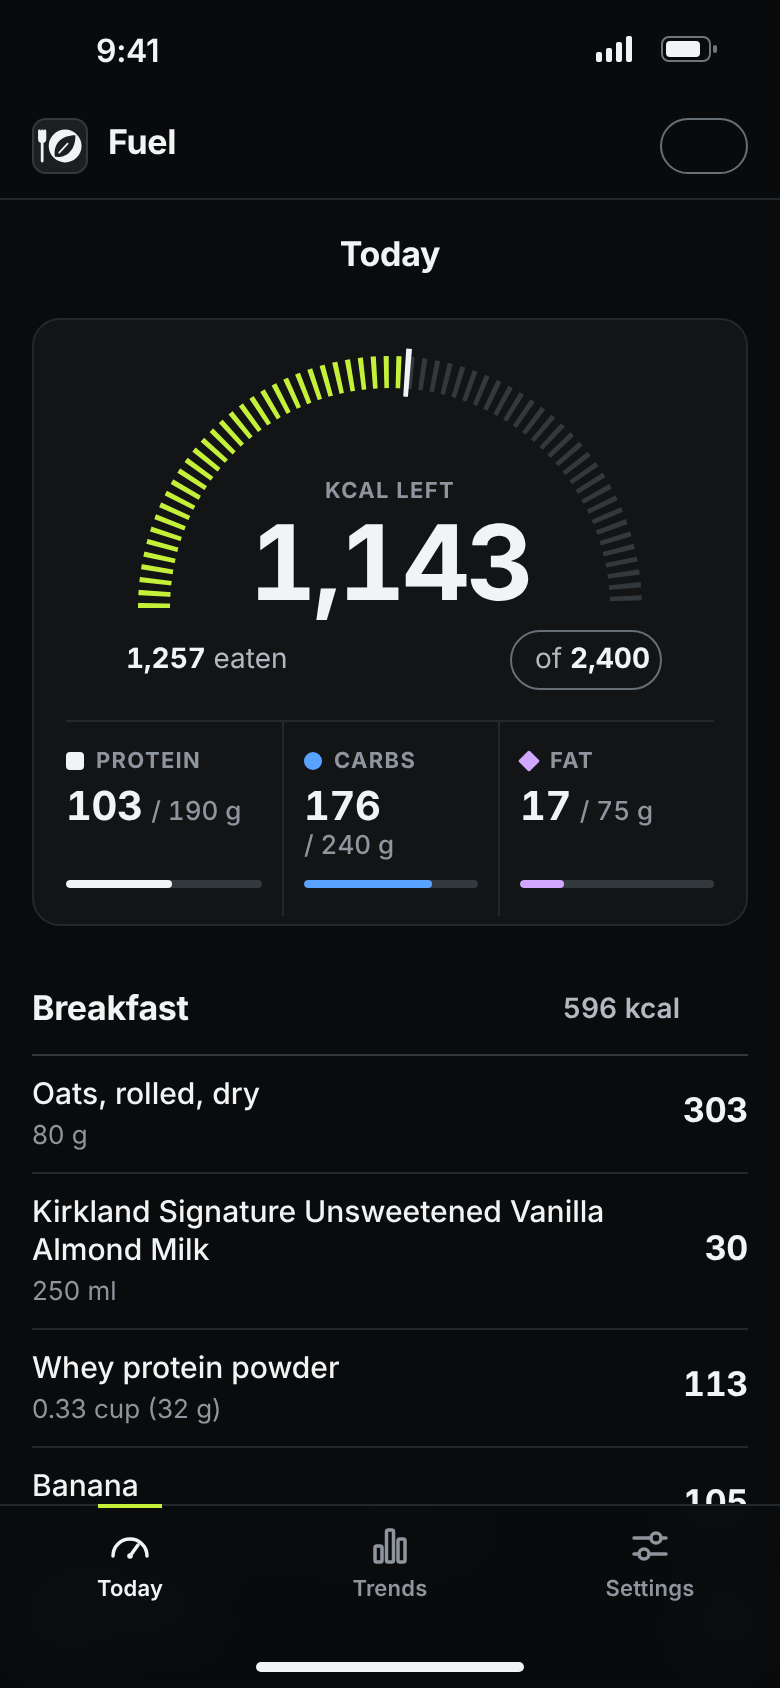 9:41
Fuel
Today
KCAL LEFT
1,143
1,257 eaten
of 2,400
PROTEIN
103 / 190 g
CARBS
176
/ 240 g
FAT
17 / 75 g
Breakfast
596 kcal
Oats, rolled, dry
80 g
303
Kirkland Signature Unsweetened Vanilla
Almond Milk
250 ml
30
Whey protein powder
0.33 cup (32 g)
113
Banana
105
Today
Trends
Settings